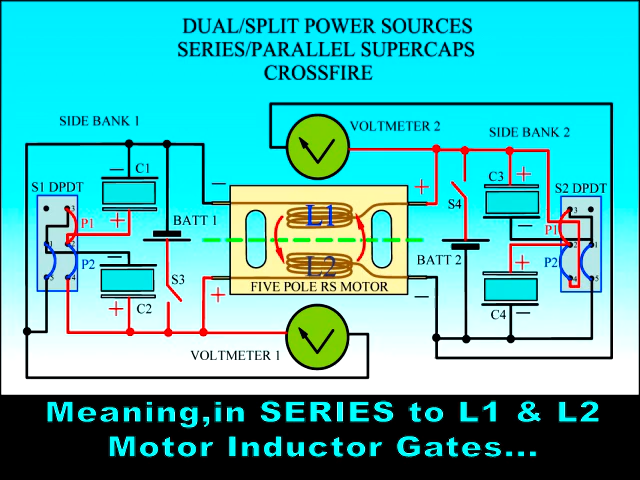 DUAL/SPLIT POWER SOURCES
SERIES/PARALLEL SUPERCAPS
CROSSFIRE
SIDE BANK 1
VOLTMETER 2
SIDE BANK 2
S1 DPDT
C1
C3
S2 DPDT
P1
P2
BATT 1
S3
C2
L1
L2
FIVE POLE RS MOTOR
S4
BATT 2
P1
P2
C4
VOLTMETER 1
Meaning,in SERIES to L1 & L2
Motor Inductor Gates...